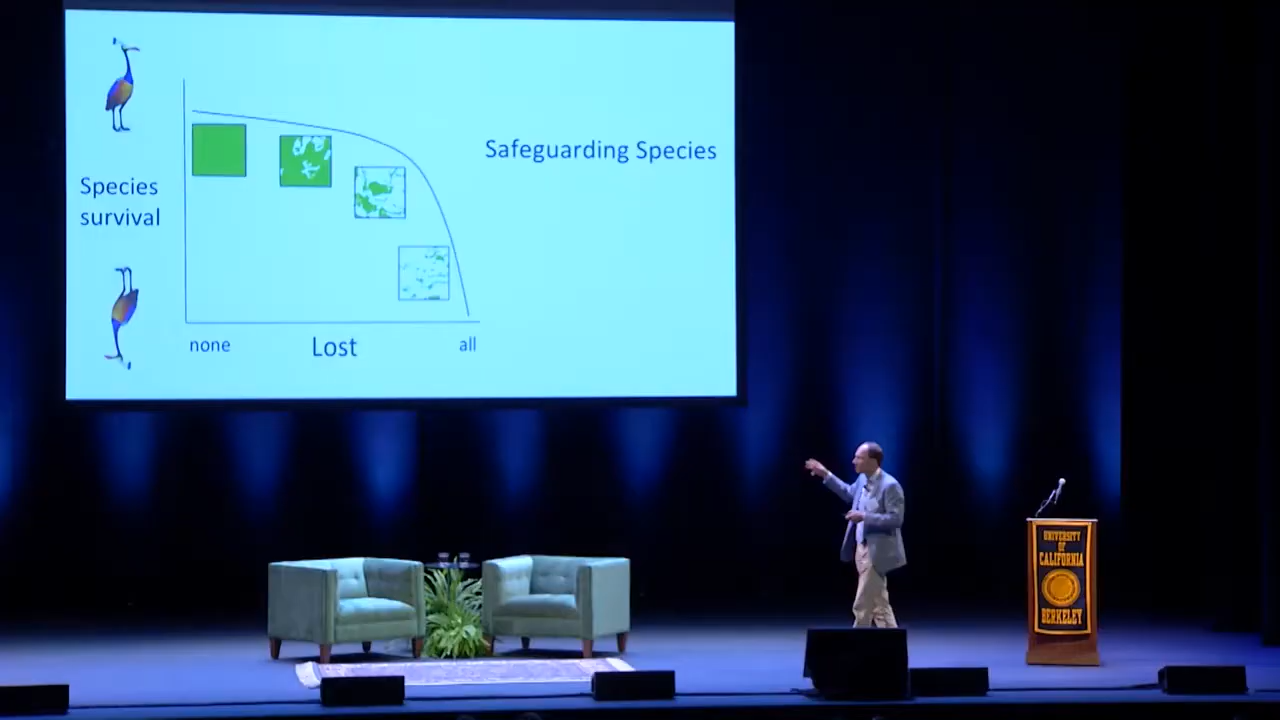 Safeguarding Species
Species
survival
none
Lost
all
UNIVERSITY
OF
CALIFORNIA
BERKELEY